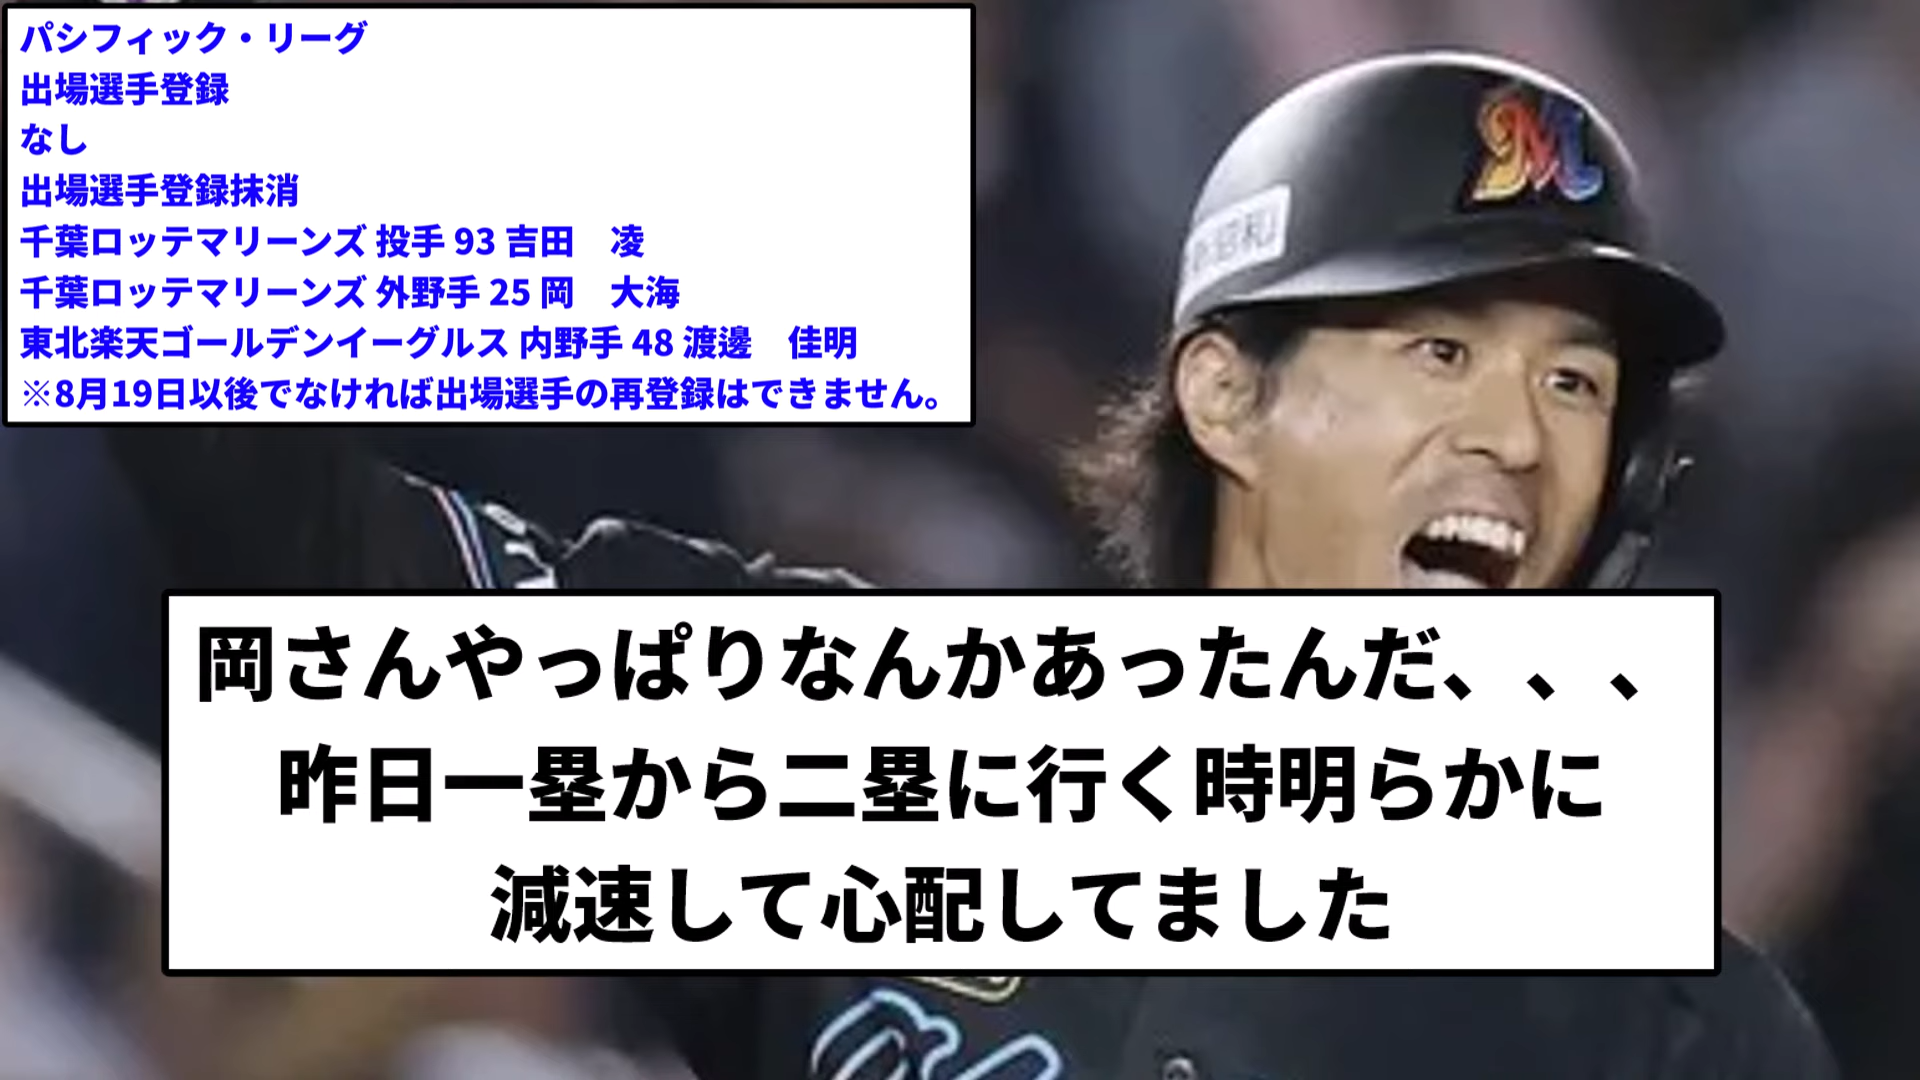 パシフィック・リーグ
出場選手登録
なし
出場選手登録抹消
千葉ロッテマリーンズ 投手 93 吉田　凌
千葉ロッテマリーンズ 外野手 25 岡　大海
東北楽天ゴールデンイーグルス 内野手 48 渡邊　佳明
※8月19日以後でなければ出場選手の再登録はできません。
M
岡さんやっぱりなんかあったんだ、、、
昨日一塁から二塁に行く時明らかに
減速して心配してました